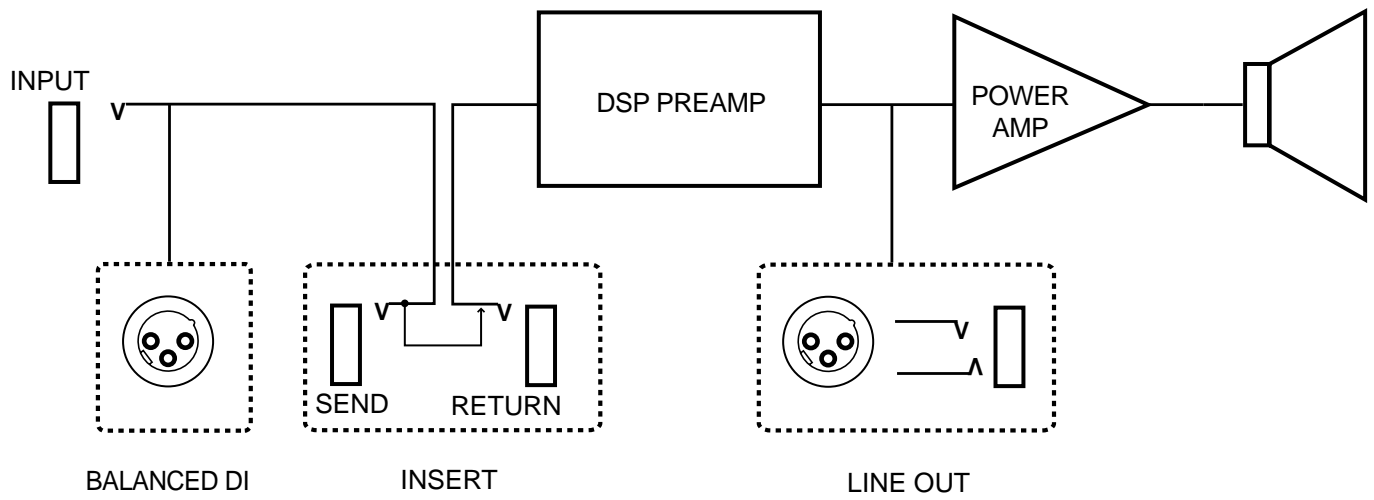 INPUT
DSP PREAMP
POWER
AMP
SEND
RETURN
BALANCED DI
INSERT
LINE OUT